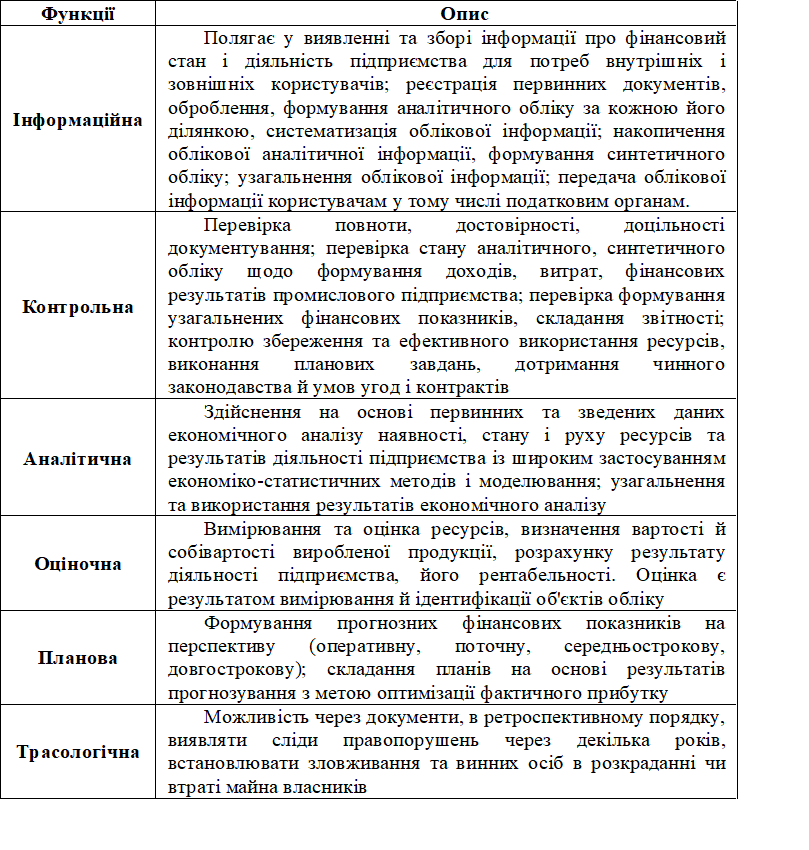 Функції
Опис
Інформаційна
Полягає у виявленні та зборі інформації про фінансовий
стан і діяльність підприємства для потреб внутрішніх і
зовнішніх користувачів; реєстрація первинних документів,
оброблення, формування аналітичного обліку за кожною його
ділянкою, систематизація облікової інформації; накопичення
облікової аналітичної інформації, формування синтетичного
обліку; узагальнення облікової інформації; передача облікової
інформації користувачам у тому числі податковим органам.
Контрольна
Перевірка повноти, достовірності, доцільності
документування; перевірка стану аналітичного, синтетичного
обліку щодо формування доходів, витрат, фінансових
результатів промислового підприємства; перевірка формування
узагальнених фінансових показників, складання звітності;
контролю збереження та ефективного використання ресурсів,
виконання планових завдань, дотримання чинного
законодавства й умов угод і контрактів
Аналітична
Здійснення на основі первинних та зведених даних
економічного аналізу наявності, стану і руху ресурсів та
результатів діяльності підприємства із широким застосуванням
економіко-статистичних методів і моделювання; узагальнення
та використання результатів економічного аналізу
Оціночна
Вимірювання та оцінка ресурсів, визначення вартості й
собівартості виробленої продукції, розрахунку результату
діяльності підприємства, його рентабельності. Оцінка є
результатом вимірювання й ідентифікації об'єктів обліку
Планова
Формування прогнозних фінансових показників на
перспективу (оперативну, поточну, середньострокову,
довгострокову); складання планів на основі результатів
прогнозування з метою оптимізації фактичного прибутку
Трасологічна
Можливість через документи, в ретроспективному порядку,
виявляти сліди правопорушень через декілька років,
встановлювати зловживання та винних осіб в розкраданні чи
втраті майна власників